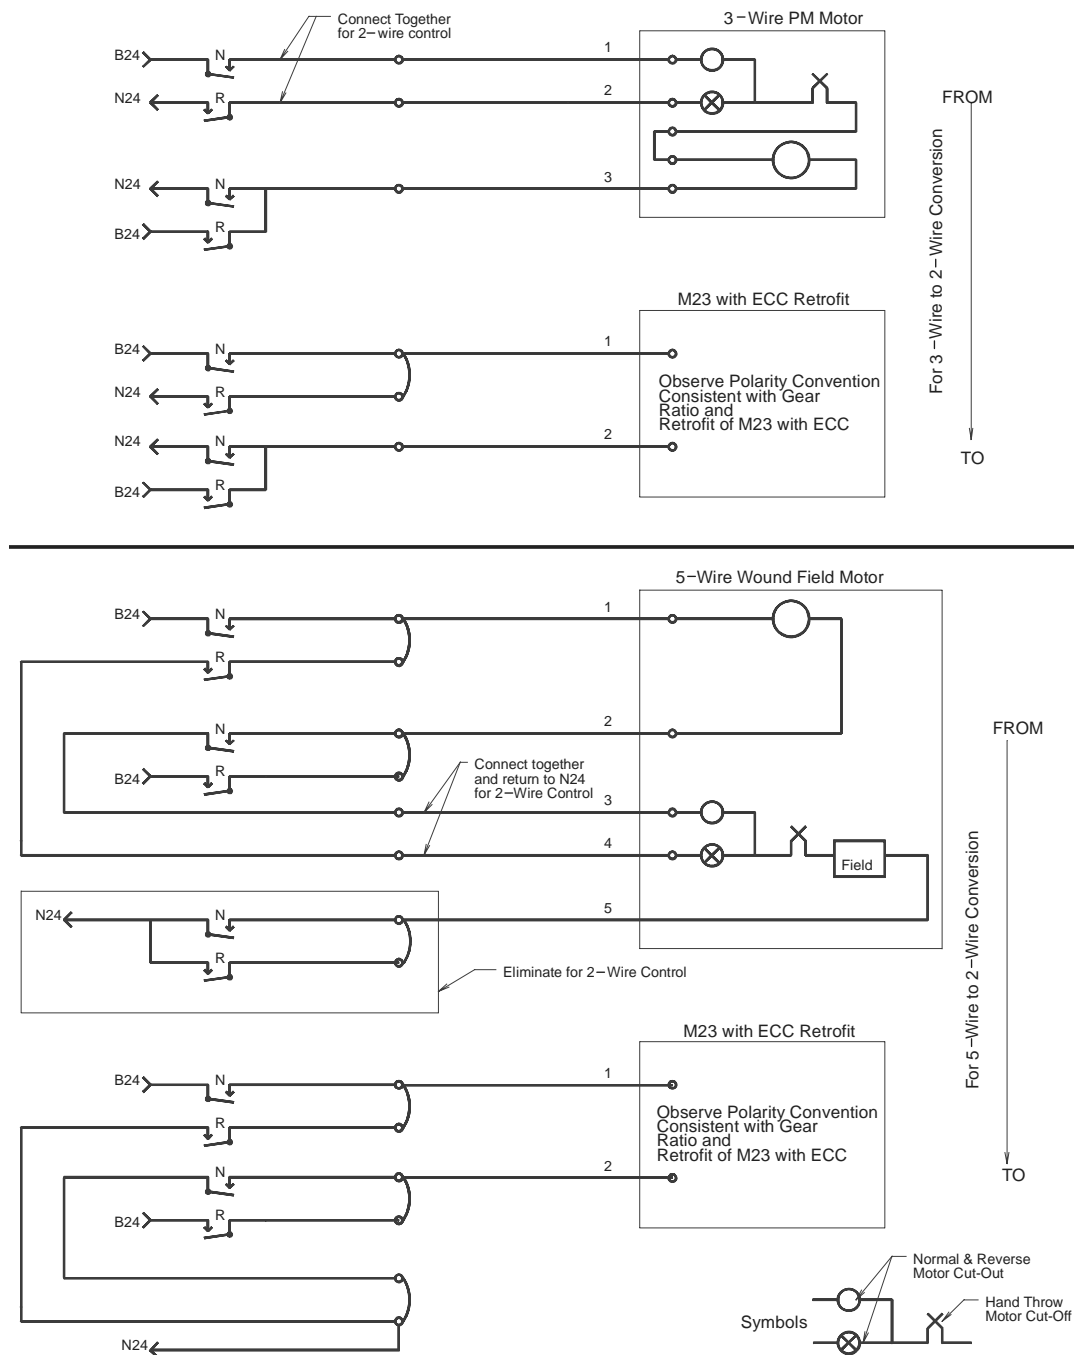 Connect Together
for 2-wire control
3-Wire PM Motor
B24
N
1
N24
R
2
FROM
N24
N
3
B24
R
For 3-Wire to 2-Wire Conversion
M23 with ECC Retrofit
B24
N
1
N24
R
Observe Polarity Convention
Consistent with Gear
Ratio and
Retrofit of M23 with ECC
N24
N
2
B24
R
TO
5-Wire Wound Field Motor
B24
N
1
R
N
2
FROM
B24
R
Connect together
and return to N24
for 2-Wire Control
3
4
Field
N24
N
5
R
Eliminate for 2-Wire Control
For 5-Wire to 2-Wire Conversion
M23 with ECC Retrofit
B24
N
1
R
Observe Polarity Convention
Consistent with Gear
Ratio and
Retrofit of M23 with ECC
N
2
B24
R
TO
N24
Symbols
Normal & Reverse
Motor Cut-Out
Hand Throw
Motor Cut-Off